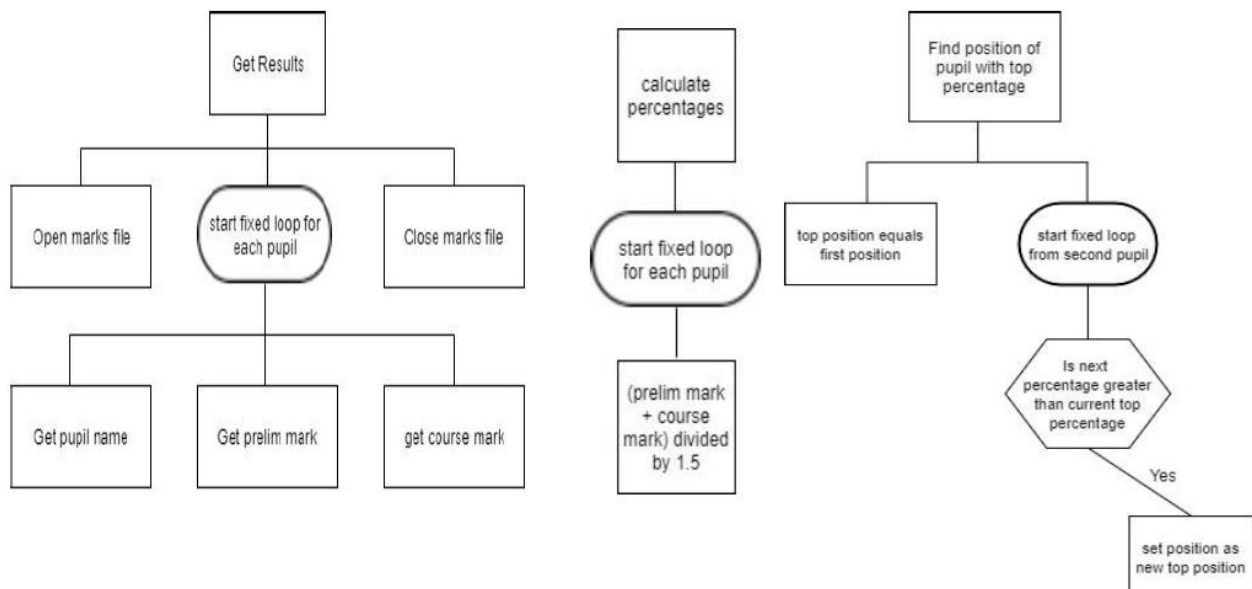 Get Results
Open marks file
start fixed loop for
each pupil
Close marks file
Get pupil name
Get prelim mark
get course mark
calculate
percentages
start fixed loop
for each pupil
(prelim mark
+ course
mark) divided
by 1.5
Find position of
pupil with top
percentage
top position equals
first position
start fixed loop
from second pupil
Is next
percentage greater
than current top
percentage
Yes
set position as
new top position